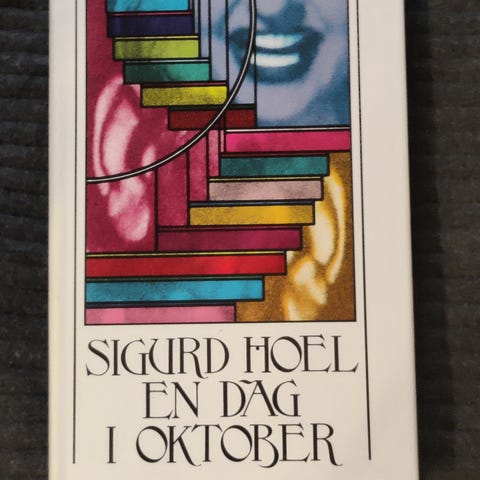 SIGURD HOEL
EN DAG
I OKTOBER